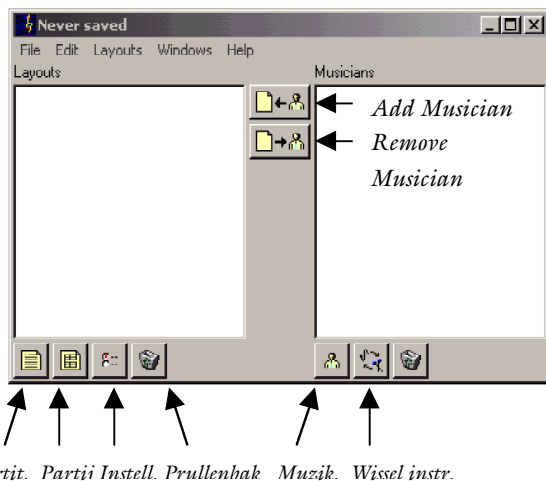 Never saved
File Edit Layouts Windows Help
Layouts
Musicians
Add Musician
Remove
Musician
Partij Instell. Prullenbak Muzik. Wissel instr.